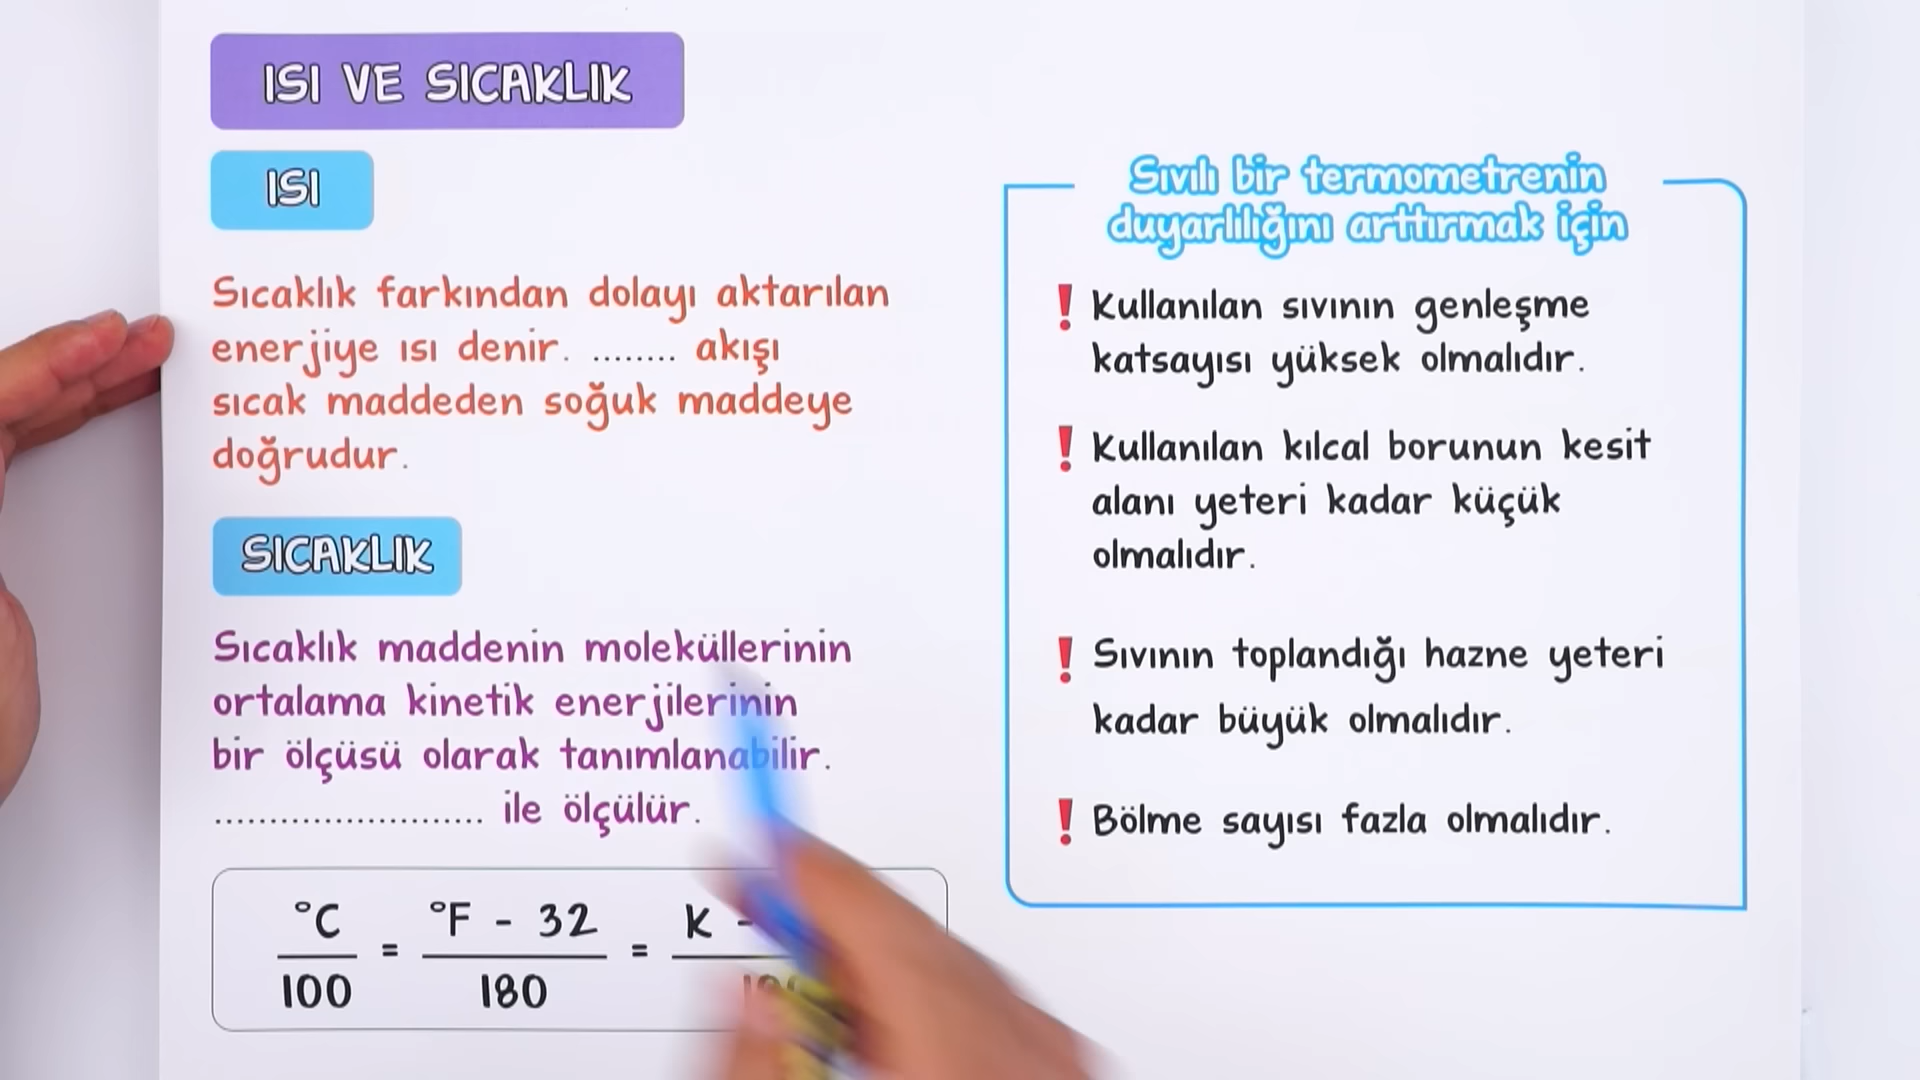 ISI VE SICAKLIK
ISI
Sıcaklık farkından dolayı aktarılan
enerjiye ısı denir. ........ akışı
sıcak maddeden soğuk maddeye
doğrudur.
SICAKLIK
Sıcaklık maddenin moleküllerinin
ortalama kinetik enerjilerinin
bir ölçüsü olarak tanımlanabilir.
........................ ile ölçülür.
°C / 100 = °F - 32 / 180 = K -
Sıvılı bir termometrenin
duyarlılığını arttırmak için
❗ Kullanılan sıvının genleşme
katsayısı yüksek olmalıdır.
❗ Kullanılan kılcal borunun kesit
alanı yeteri kadar küçük
olmalıdır.
❗ Sıvının toplandığı hazne yeteri
kadar büyük olmalıdır.
❗ Bölme sayısı fazla olmalıdır.